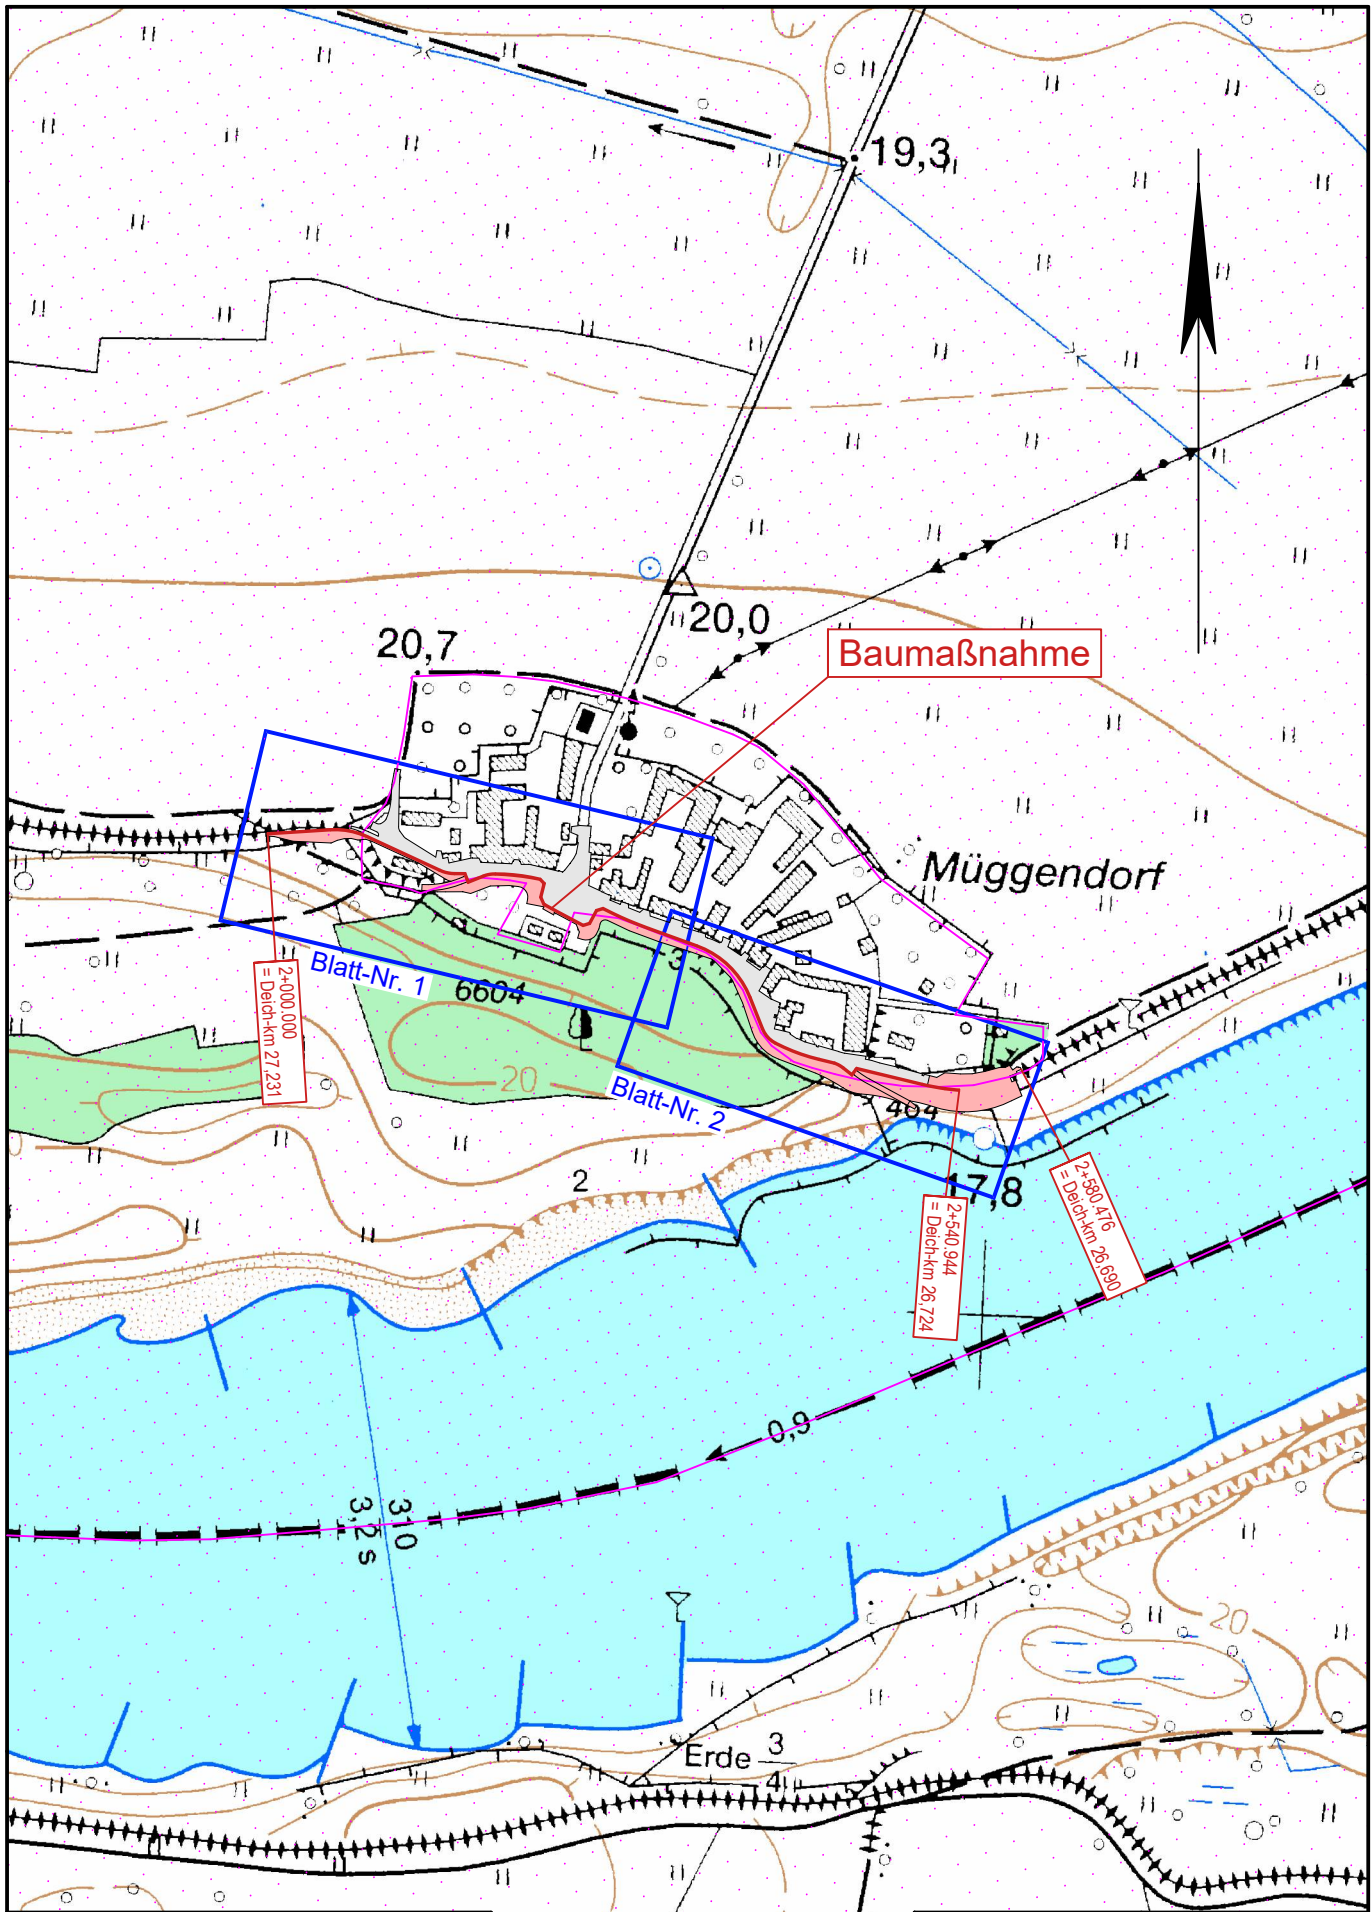 19,3
20,0
20,7
Baumaßnahme
Müggendorf
3
Blatt-Nr. 1
6604
2+000.000
= Deich-km 27.231
20
Blatt-Nr. 2
404
2
17,8
2+540.944
= Deich-km 26,724
2+580.476
= Deich-km 26,690
0,9
310
3,2 s
20
Erde 3
4